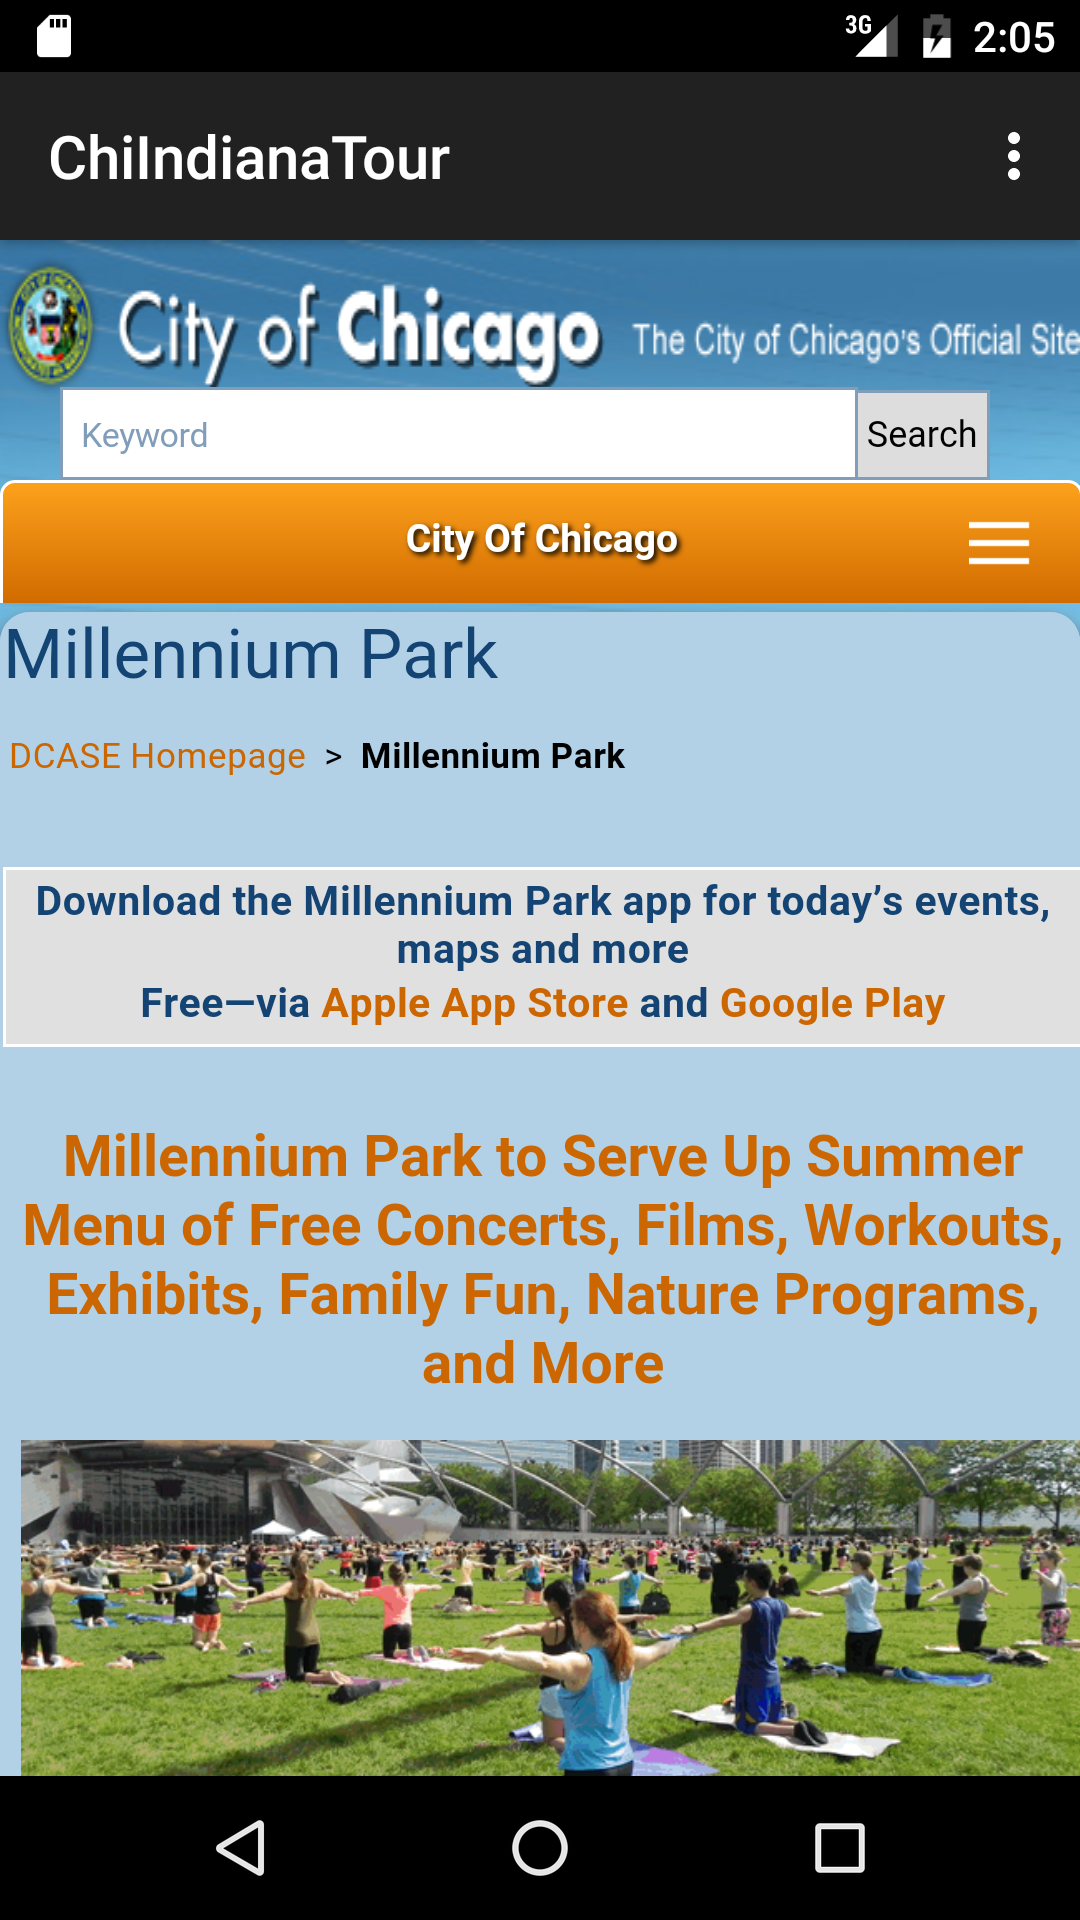 3G 2:05
ChiIndianaTour
City of Chicago The City of Chicago's Official Site
Keyword Search
City Of Chicago
Millennium Park
DCASE Homepage > Millennium Park
Download the Millennium Park app for today’s events,
maps and more
Free—via Apple App Store and Google Play
Millennium Park to Serve Up Summer
Menu of Free Concerts, Films, Workouts,
Exhibits, Family Fun, Nature Programs,
and More